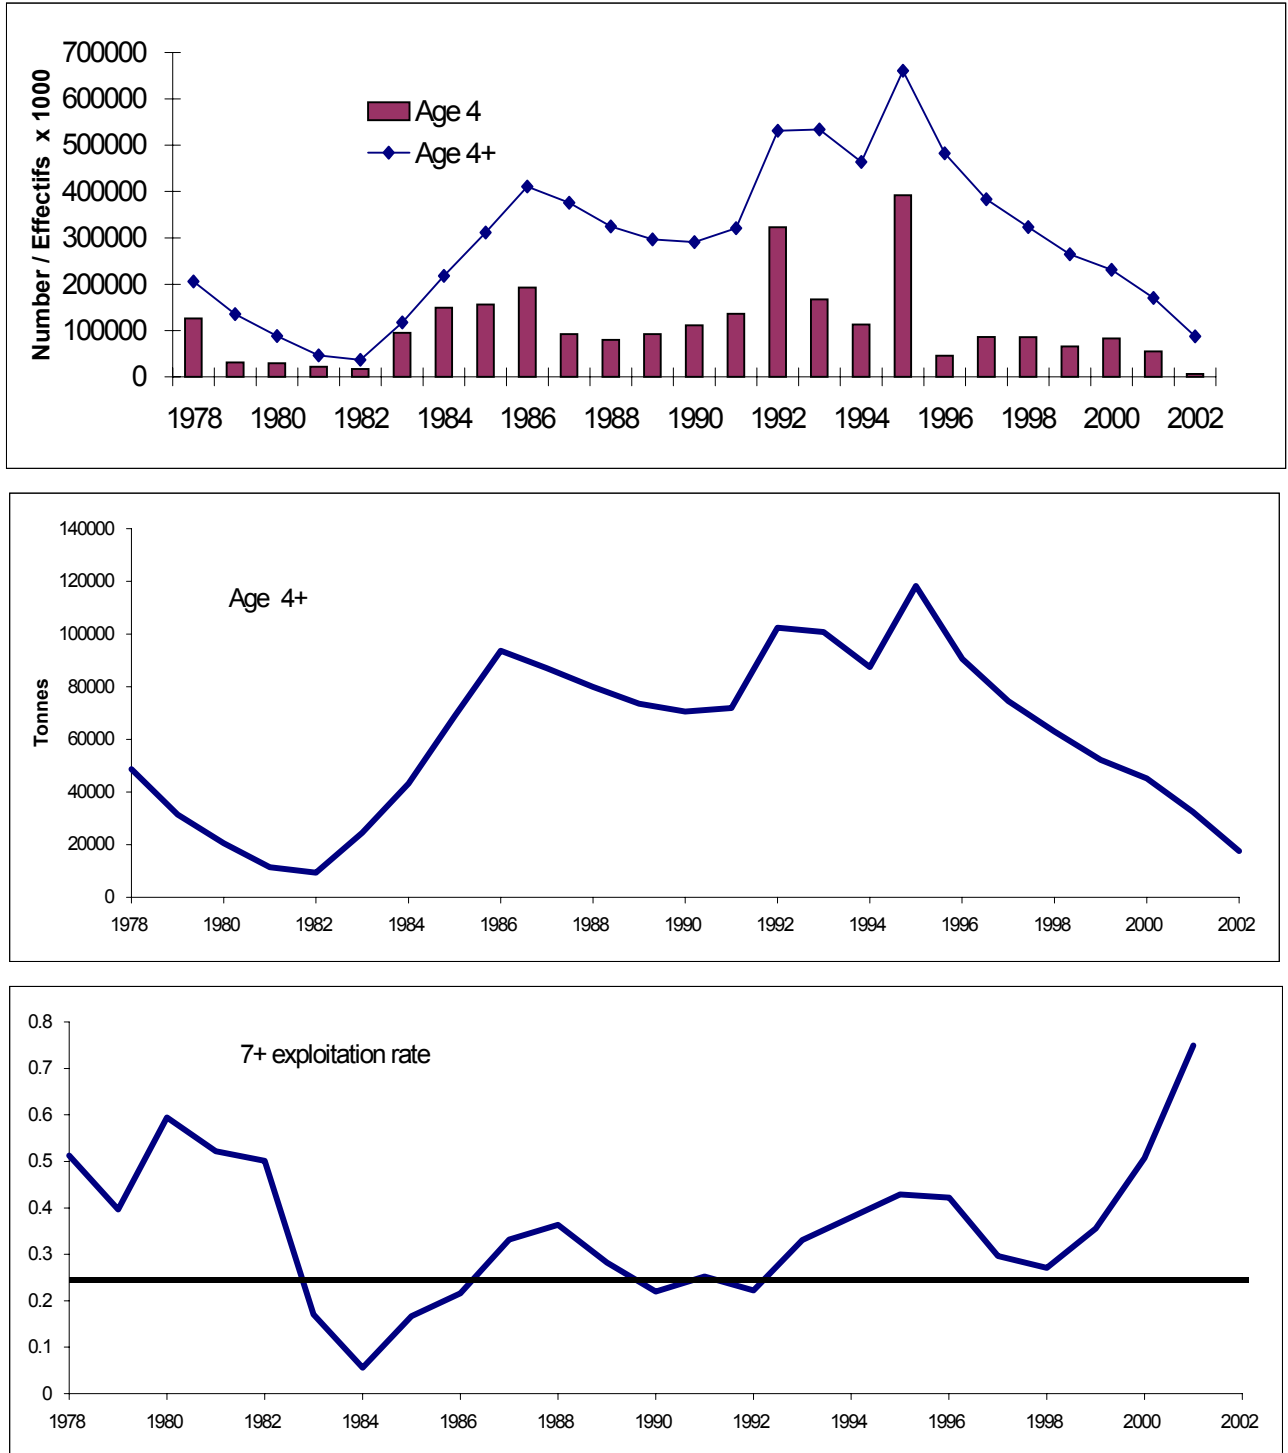 700000
600000
500000
400000
300000
200000
100000
0
Number / Effectifs x 1000
Age 4
Age 4+
1978 1980 1982 1984 1986 1988 1990 1992 1994 1996 1998 2000 2002
140000
120000
100000
80000
60000
40000
20000
0
Tonnes
Age 4+
1978 1980 1982 1984 1986 1988 1990 1992 1994 1996 1998 2000 2002
0.8
0.7
0.6
0.5
0.4
0.3
0.2
0.1
0
7+ exploitation rate
1978 1980 1982 1984 1986 1988 1990 1992 1994 1996 1998 2000 2002